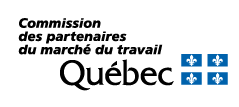 Commission
des partenaires
du marché du travail
Québec